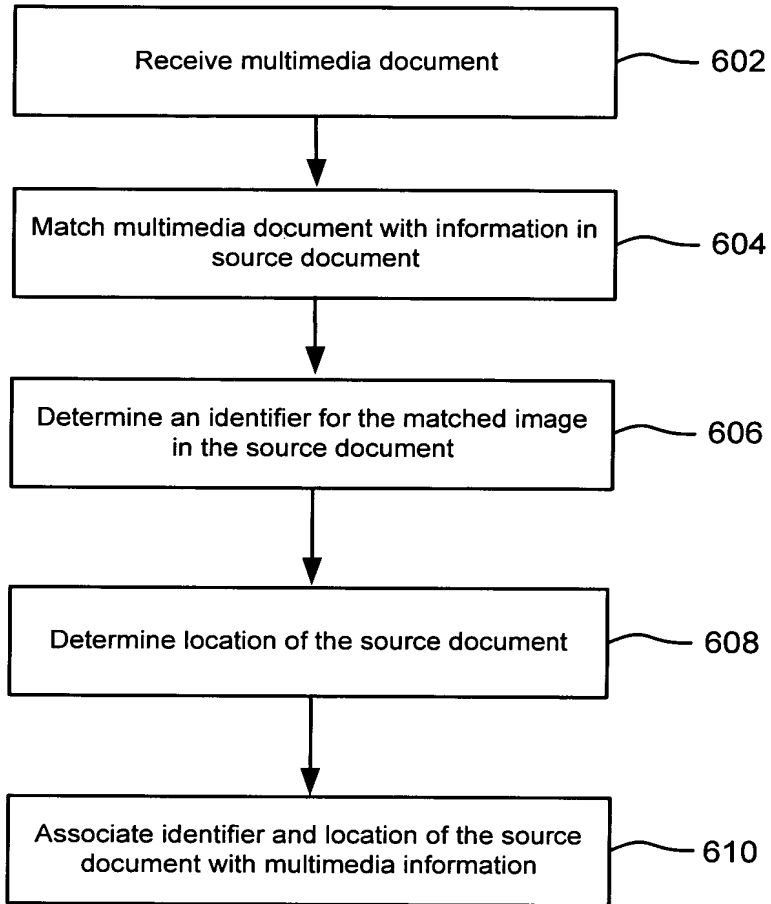 Receive multimedia document
602
Match multimedia document with information in
source document
604
Determine an identifier for the matched image
in the source document
606
Determine location of the source document
608
Associate identifier and location of the source
document with multimedia information
610